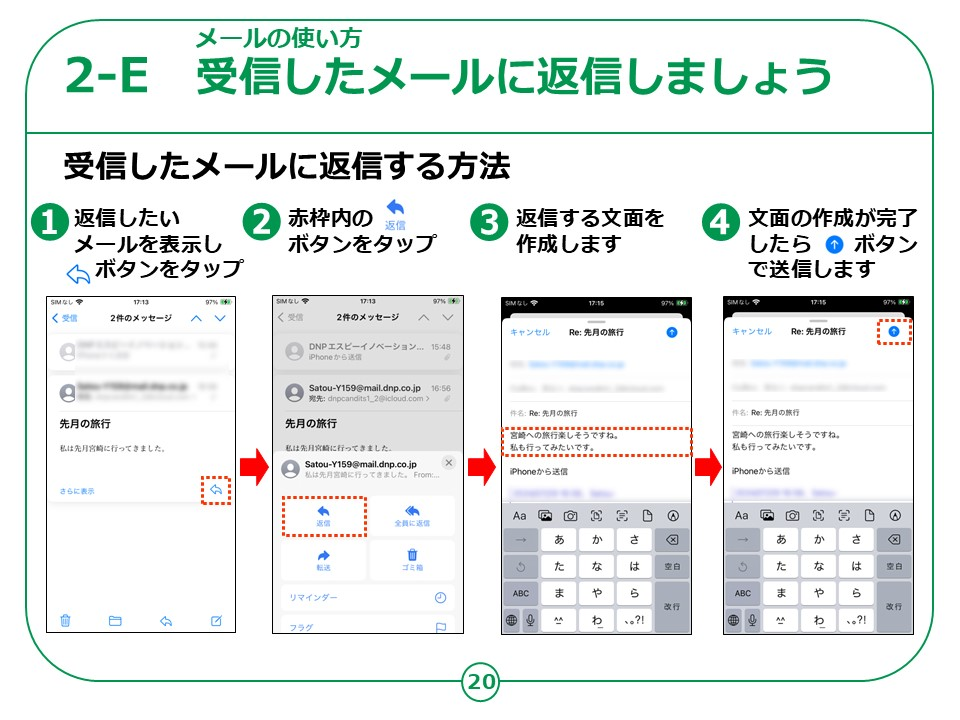 メールの使い方
2-E 受信したメールに返信しましょう
受信したメールに返信する方法
1 返信したい
メールを表示し
ボタンをタップ
2 赤枠内の 返信
ボタンをタップ
3 返信する文面を
作成します
4 文面の作成が完了
したら ボタン
で送信します
SIMなし 17:13 97%
受信 2件のメッセージ
先月の旅行
私は先月宮崎に行ってきました。
さらに表示
SIMなし 17:13 97%
受信 2件のメッセージ
DNPエスピーイノベーション... 15:48
iPhoneから送信
Satou-Y159@mail.dnp.co.jp 16:56
宛先: dnpcandits1_2@icloud.com
先月の旅行
私は先月宮崎に行ってきました。
Satou-Y159@mail.dnp.co.jp
私は先月宮崎に行ってきました。 From:...
返信 全員に返信
転送 ゴミ箱
リマインダー
フラグ
SIMなし 17:15 97%
キャンセル Re: 先月の旅行
件名: Re: 先月の旅行
宮崎への旅行楽しそうですね。
私も行ってみたいです。
iPhoneから送信
Aa
→ あ か さ
た な は 空白
ABC ま や ら 改行
^^ わ ､｡?!
SIMなし 17:15 97%
キャンセル Re: 先月の旅行
件名: Re: 先月の旅行
宮崎への旅行楽しそうですね。
私も行ってみたいです。
iPhoneから送信
Aa
→ あ か さ
た な は 空白
ABC ま や ら 改行
^^ わ ､｡?!
20